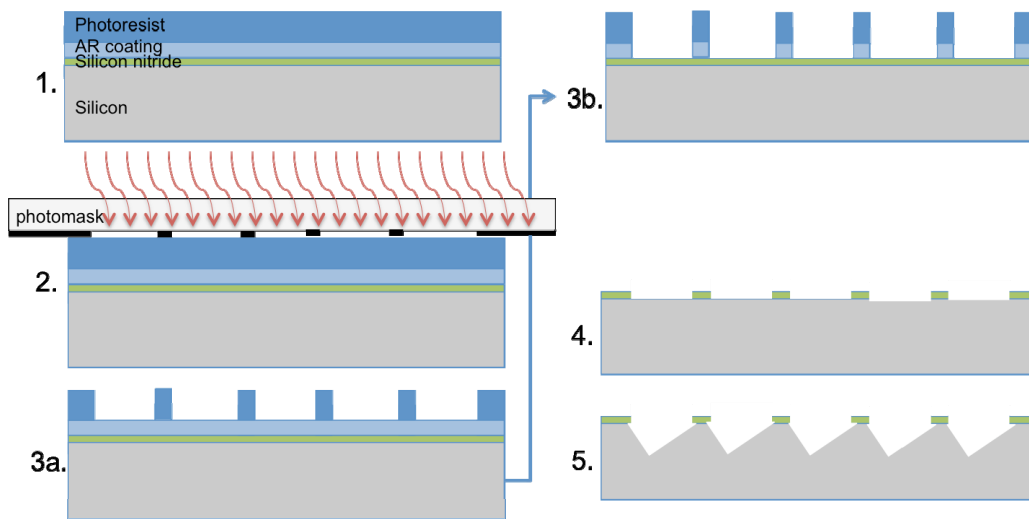 Photoresist
AR coating
Silicon nitride
1.
Silicon
photomask
2.
3a.
3b.
4.
5.